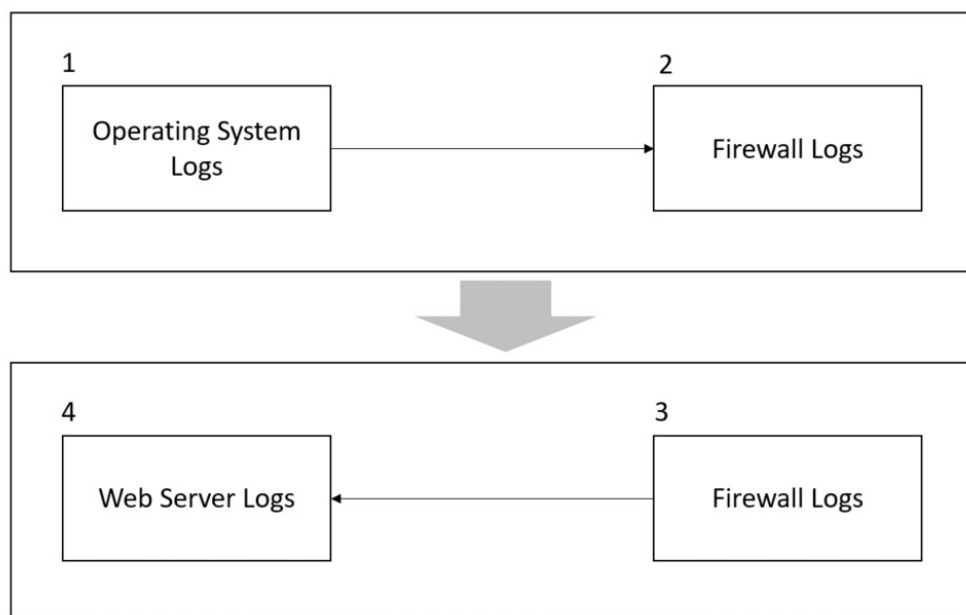 1
2
Operating System
Logs
Firewall Logs
4
3
Web Server Logs
Firewall Logs